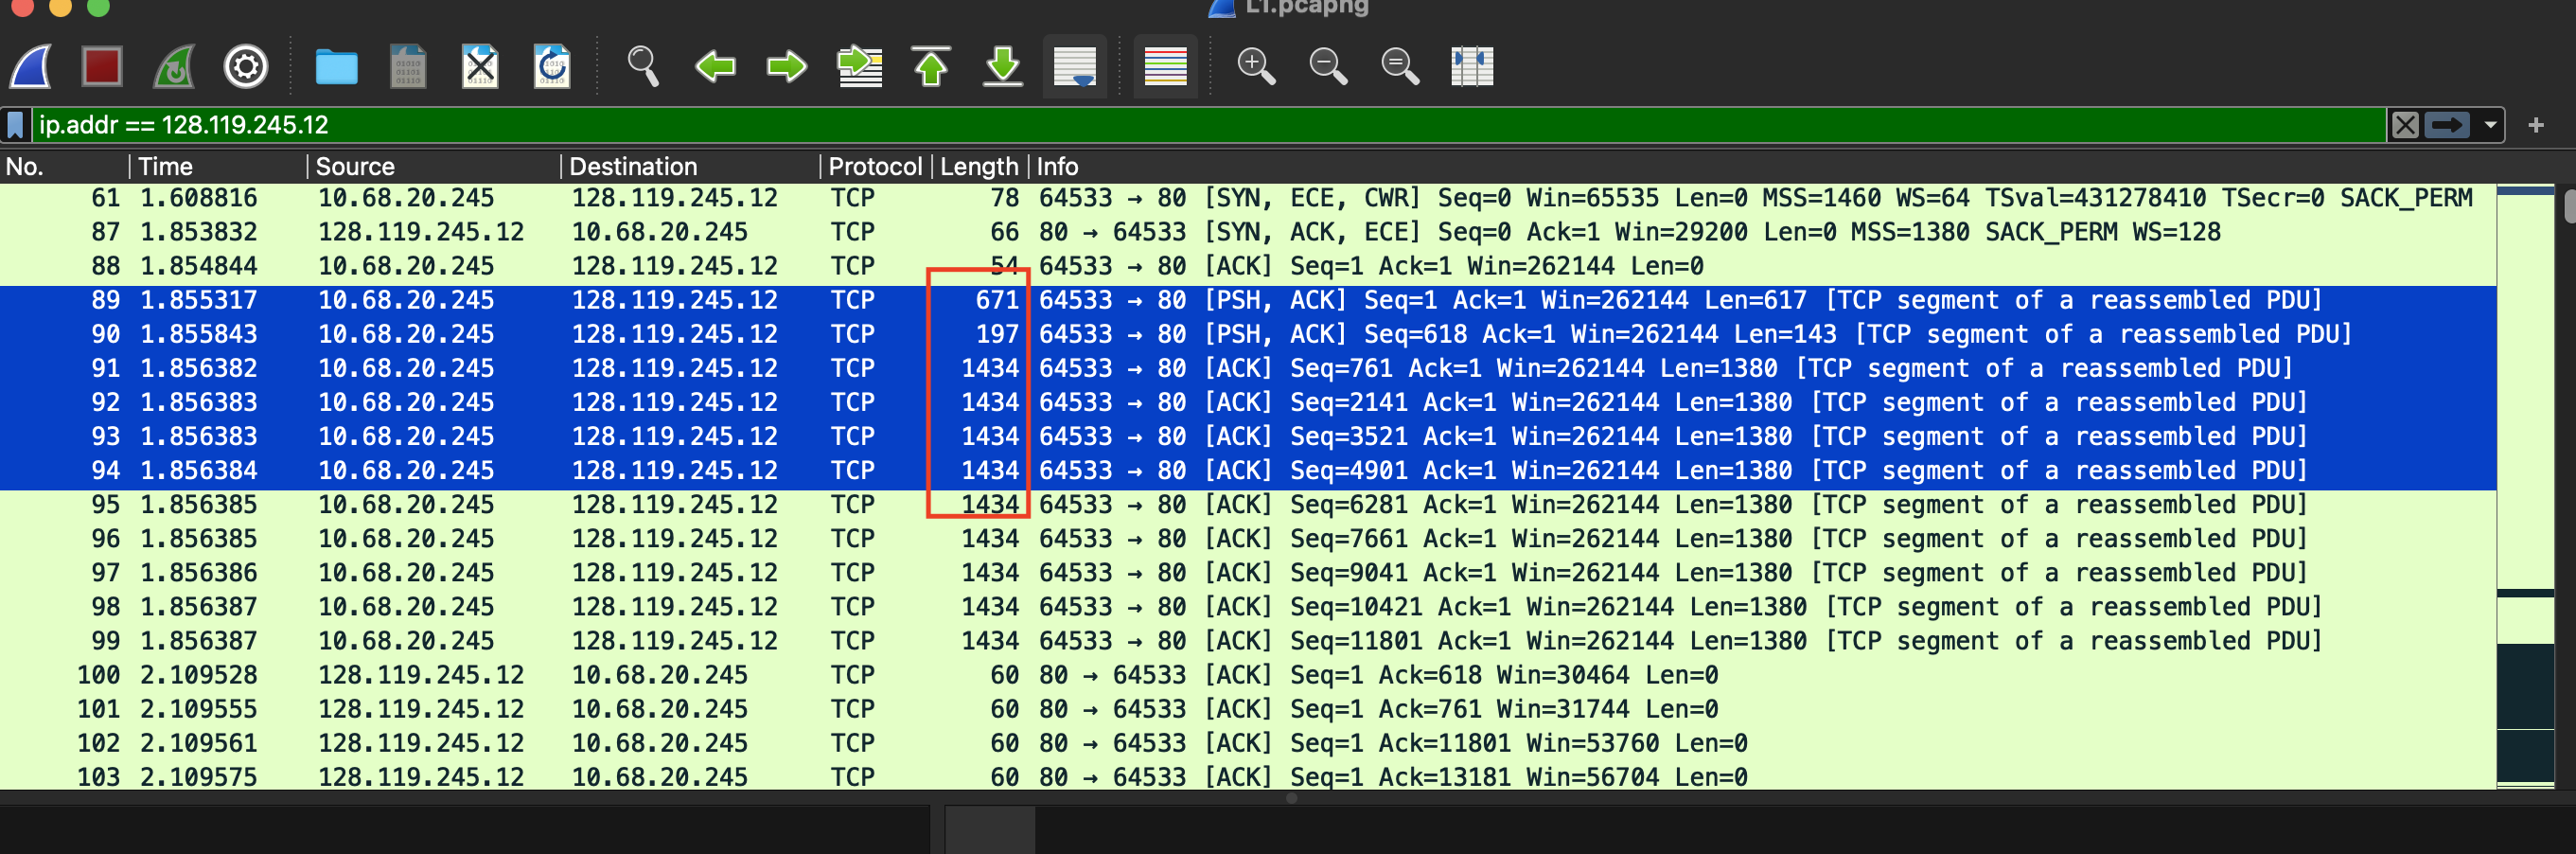 L1.pcapng
ip.addr == 128.119.245.12
No. Time Source Destination Protocol Length Info
61 1.608816 10.68.20.245 128.119.245.12 TCP 78 64533 → 80 [SYN, ECE, CWR] Seq=0 Win=65535 Len=0 MSS=1460 WS=64 TSval=431278410 TSecr=0 SACK_PERM
87 1.853832 128.119.245.12 10.68.20.245 TCP 66 80 → 64533 [SYN, ACK, ECE] Seq=0 Ack=1 Win=29200 Len=0 MSS=1380 SACK_PERM WS=128
88 1.854844 10.68.20.245 128.119.245.12 TCP 54 64533 → 80 [ACK] Seq=1 Ack=1 Win=262144 Len=0
89 1.855317 10.68.20.245 128.119.245.12 TCP 671 64533 → 80 [PSH, ACK] Seq=1 Ack=1 Win=262144 Len=617 [TCP segment of a reassembled PDU]
90 1.855843 10.68.20.245 128.119.245.12 TCP 197 64533 → 80 [PSH, ACK] Seq=618 Ack=1 Win=262144 Len=143 [TCP segment of a reassembled PDU]
91 1.856382 10.68.20.245 128.119.245.12 TCP 1434 64533 → 80 [ACK] Seq=761 Ack=1 Win=262144 Len=1380 [TCP segment of a reassembled PDU]
92 1.856383 10.68.20.245 128.119.245.12 TCP 1434 64533 → 80 [ACK] Seq=2141 Ack=1 Win=262144 Len=1380 [TCP segment of a reassembled PDU]
93 1.856383 10.68.20.245 128.119.245.12 TCP 1434 64533 → 80 [ACK] Seq=3521 Ack=1 Win=262144 Len=1380 [TCP segment of a reassembled PDU]
94 1.856384 10.68.20.245 128.119.245.12 TCP 1434 64533 → 80 [ACK] Seq=4901 Ack=1 Win=262144 Len=1380 [TCP segment of a reassembled PDU]
95 1.856385 10.68.20.245 128.119.245.12 TCP 1434 64533 → 80 [ACK] Seq=6281 Ack=1 Win=262144 Len=1380 [TCP segment of a reassembled PDU]
96 1.856385 10.68.20.245 128.119.245.12 TCP 1434 64533 → 80 [ACK] Seq=7661 Ack=1 Win=262144 Len=1380 [TCP segment of a reassembled PDU]
97 1.856386 10.68.20.245 128.119.245.12 TCP 1434 64533 → 80 [ACK] Seq=9041 Ack=1 Win=262144 Len=1380 [TCP segment of a reassembled PDU]
98 1.856387 10.68.20.245 128.119.245.12 TCP 1434 64533 → 80 [ACK] Seq=10421 Ack=1 Win=262144 Len=1380 [TCP segment of a reassembled PDU]
99 1.856387 10.68.20.245 128.119.245.12 TCP 1434 64533 → 80 [ACK] Seq=11801 Ack=1 Win=262144 Len=1380 [TCP segment of a reassembled PDU]
100 2.109528 128.119.245.12 10.68.20.245 TCP 60 80 → 64533 [ACK] Seq=1 Ack=618 Win=30464 Len=0
101 2.109555 128.119.245.12 10.68.20.245 TCP 60 80 → 64533 [ACK] Seq=1 Ack=761 Win=31744 Len=0
102 2.109561 128.119.245.12 10.68.20.245 TCP 60 80 → 64533 [ACK] Seq=1 Ack=11801 Win=53760 Len=0
103 2.109575 128.119.245.12 10.68.20.245 TCP 60 80 → 64533 [ACK] Seq=1 Ack=13181 Win=56704 Len=0